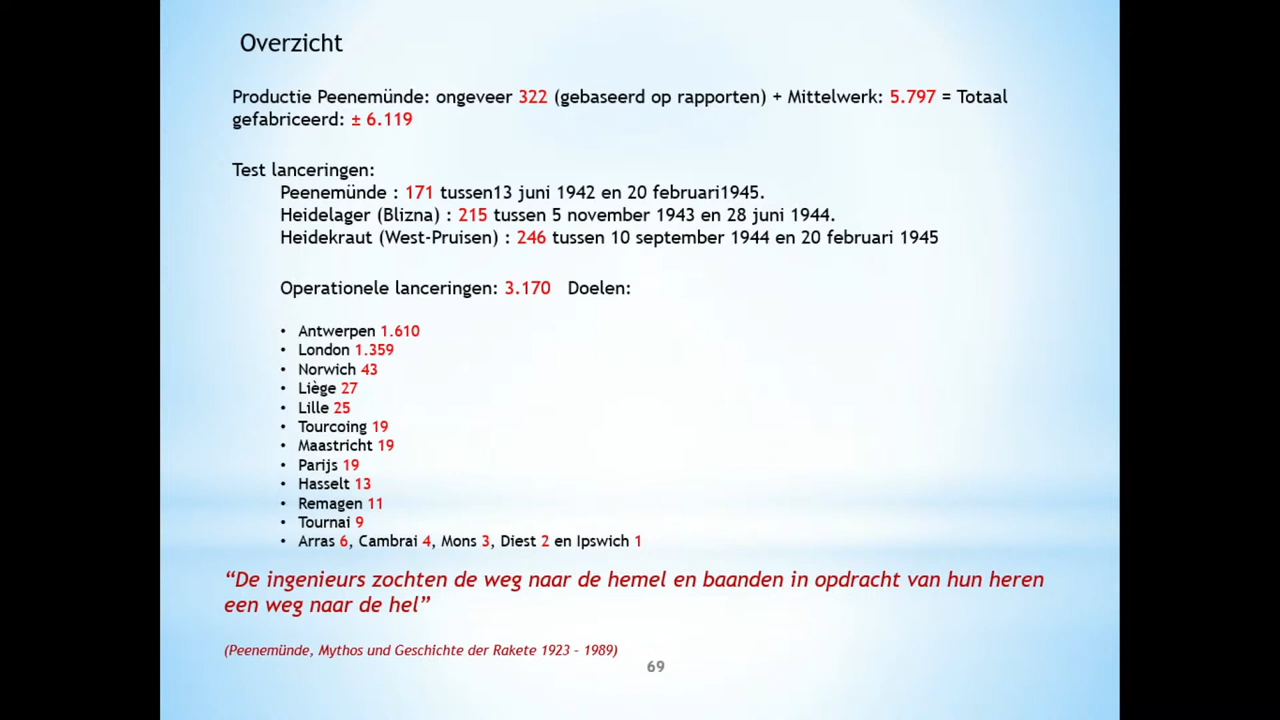 Overzicht
Productie Peenemünde: ongeveer 322 (gebaseerd op rapporten) + Mittelwerk: 5.797 = Totaal
gefabriceerd: ± 6.119
Test lanceringen:
Peenemünde : 171 tussen13 juni 1942 en 20 februari1945.
Heidelager (Blizna) : 215 tussen 5 november 1943 en 28 juni 1944.
Heidekraut (West-Pruisen) : 246 tussen 10 september 1944 en 20 februari 1945
Operationele lanceringen: 3.170 Doelen:
• Antwerpen 1.610
• London 1.359
• Norwich 43
• Liège 27
• Lille 25
• Tourcoing 19
• Maastricht 19
• Parijs 19
• Hasselt 13
• Remagen 11
• Tournai 9
• Arras 6, Cambrai 4, Mons 3, Diest 2 en Ipswich 1
“De ingenieurs zochten de weg naar de hemel en baanden in opdracht van hun heren
een weg naar de hel”
(Peenemünde, Mythos und Geschichte der Rakete 1923 – 1989)
69